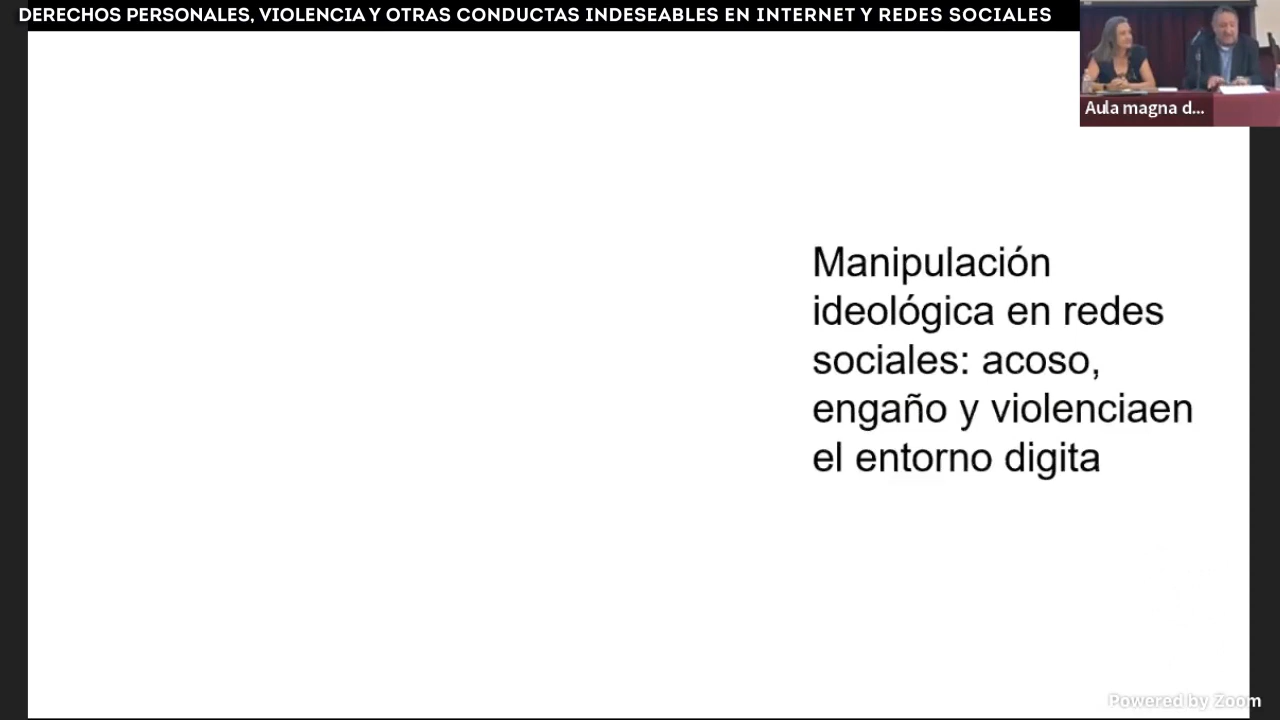 DERECHOS PERSONALES, VIOLENCIA Y OTRAS CONDUCTAS INDESEABLES EN INTERNET Y REDES SOCIALES
Aula magna d...
Manipulación
ideológica en redes
sociales: acoso,
engaño y violenciaen
el entorno digita
Powered by Zoom